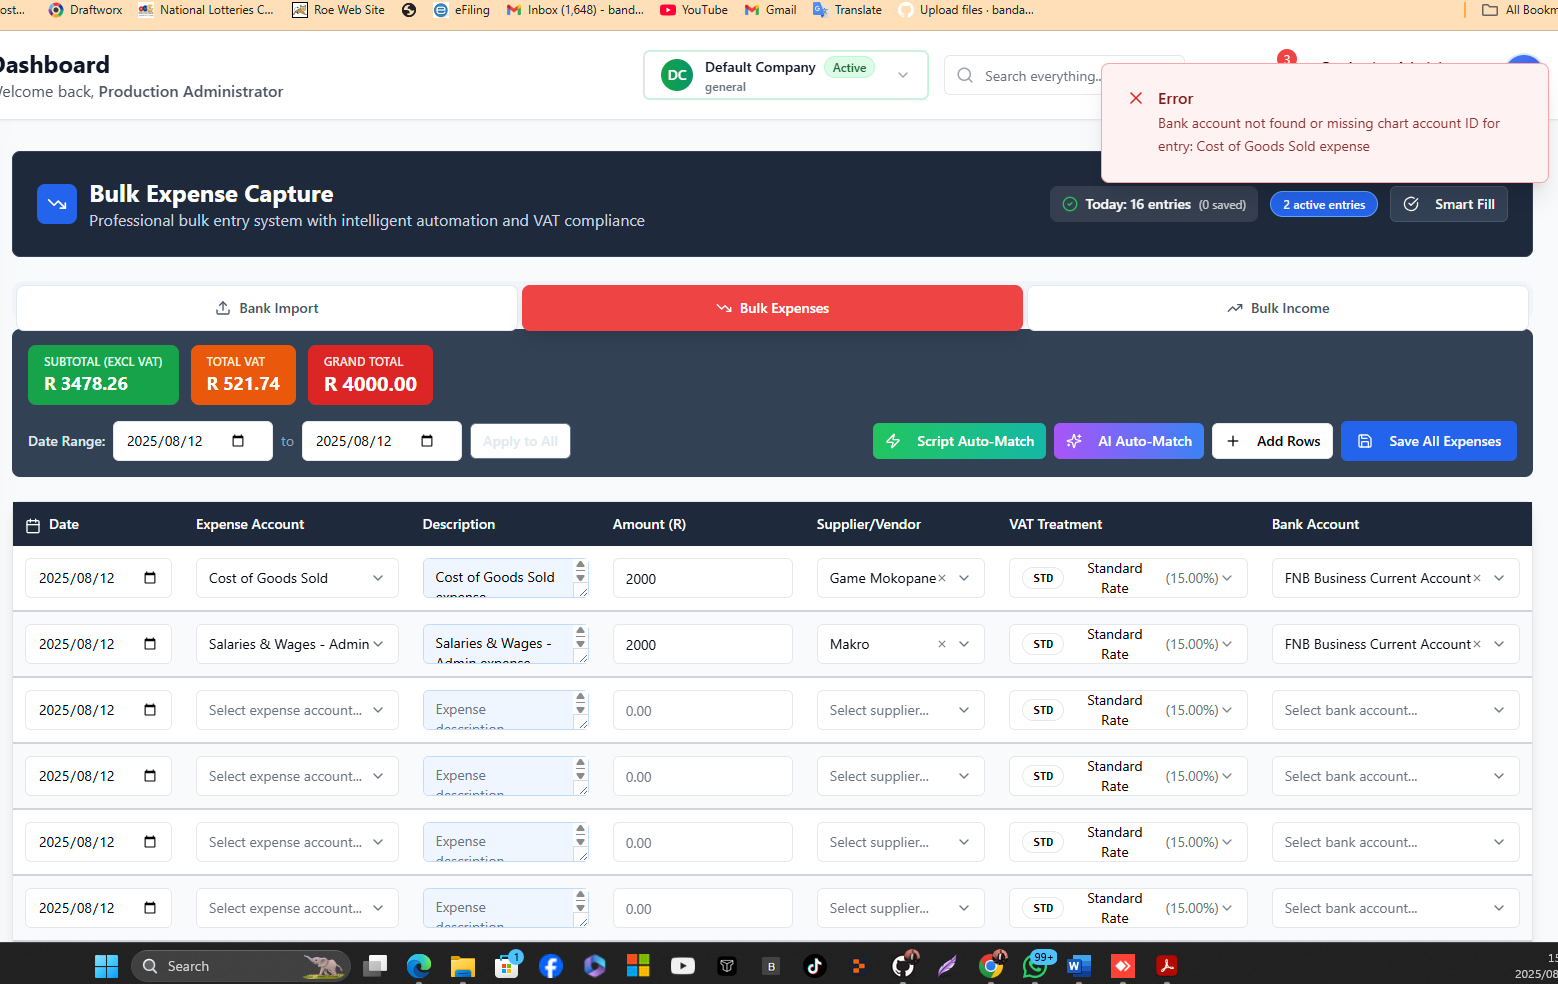 ost...
Draftworx
National Lotteries C...
Roe Web Site
eFiling
Inbox (1,648) - band...
YouTube
Gmail
Translate
Upload files · banda...
All Bookm
Dashboard
elcome back, Production Administrator
DC
Default Company
Active
general
Search everything...
3
Error
Bank account not found or missing chart account ID for
entry: Cost of Goods Sold expense
Bulk Expense Capture
Professional bulk entry system with intelligent automation and VAT compliance
Today: 16 entries (0 saved)
2 active entries
Smart Fill
Bank Import
Bulk Expenses
Bulk Income
SUBTOTAL (EXCL VAT)
R 3478.26
TOTAL VAT
R 521.74
GRAND TOTAL
R 4000.00
Date Range:
2025/08/12
to
2025/08/12
Apply to All
Script Auto-Match
AI Auto-Match
Add Rows
Save All Expenses
Date
Expense Account
Description
Amount (R)
Supplier/Vendor
VAT Treatment
Bank Account
2025/08/12
Cost of Goods Sold
Cost of Goods Sold
expense
2000
Game Mokopane×
STD
Standard
Rate
(15.00%)
FNB Business Current Account×
2025/08/12
Salaries & Wages - Admin
Salaries & Wages -
Admin expense
2000
Makro ×
STD
Standard
Rate
(15.00%)
FNB Business Current Account×
2025/08/12
Select expense account...
Expense
description
0.00
Select supplier...
STD
Standard
Rate
(15.00%)
Select bank account...
2025/08/12
Select expense account...
Expense
description
0.00
Select supplier...
STD
Standard
Rate
(15.00%)
Select bank account...
2025/08/12
Select expense account...
Expense
description
0.00
Select supplier...
STD
Standard
Rate
(15.00%)
Select bank account...
2025/08/12
Select expense account...
Expense
description
0.00
Select supplier...
STD
Standard
Rate
(15.00%)
Select bank account...
Search
1
B
99+
15
2025/08